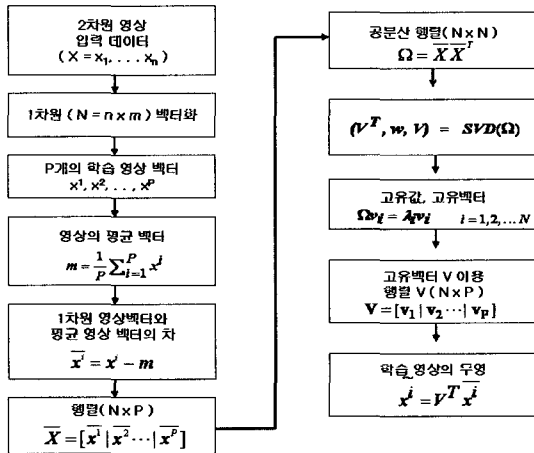 2차원 영상
입력 데이터
( X = x₁, . . . xₙ )
1차원 ( N = n x m ) 벡터화
P개의 학습 영상 벡터
x¹, x², . . , xᴾ
영상의 평균 벡터
m = 1/P ∑ᵢ₌₁ᴾ xⁱ
1차원 영상벡터와
평균 영상 벡터의 차
x̅ⁱ = xⁱ − m
행렬(N x P)
X̅ = [x̅¹ | x̅² ··· | x̅ᴾ]
공분산 행렬(N x N)
Ω = X̅ X̅ᵀ
(Vᵀ, w, V) = SVD(Ω)
고유값, 고유벡터
Ωvᵢ = λᵢvᵢ i = 1,2, ... N
고유벡터 V 이용
행렬 V ( N x P )
V = [v₁ | v₂ ··· | vₚ]
학습 영상의 투영
x̃ⁱ = Vᵀ x̅ⁱ